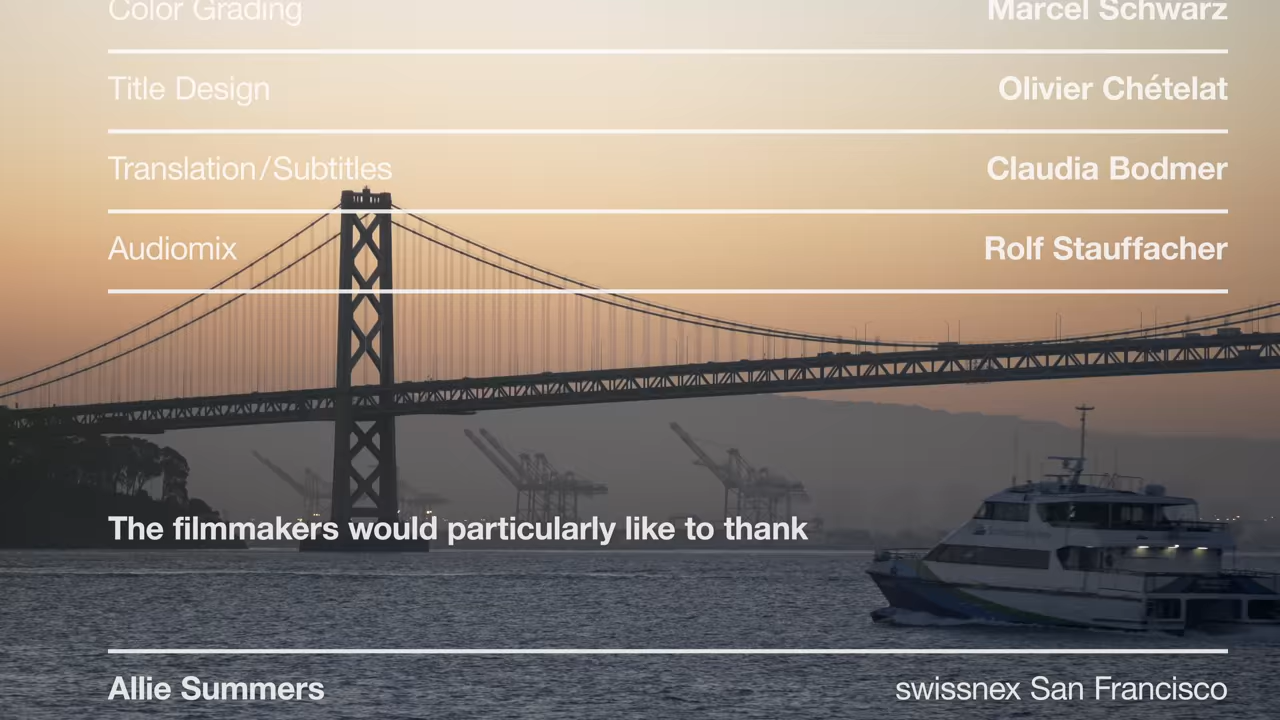 Color Grading Marcel Schwarz
Title Design Olivier Chételat
Translation/Subtitles Claudia Bodmer
Audiomix Rolf Stauffacher
The filmmakers would particularly like to thank
Allie Summers swissnex San Francisco